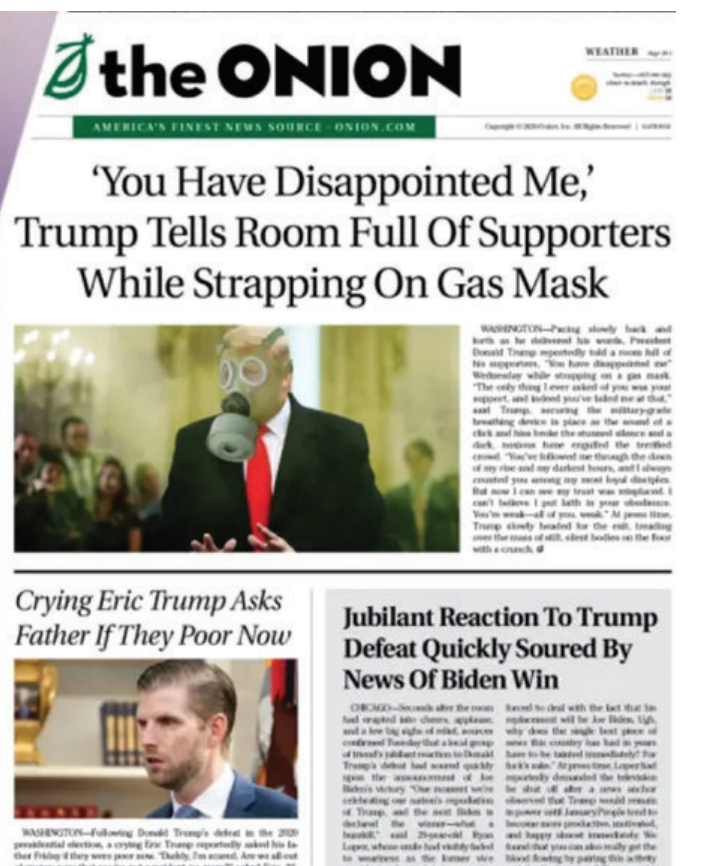 the ONION
AMERICA'S FINEST NEWS SOURCE · ONION.COM
WEATHER
'You Have Disappointed Me,'
Trump Tells Room Full Of Supporters
While Strapping On Gas Mask
WASHINGTON—Pacing slowly back and
forth as he delivered his words, President
Donald Trump reportedly told a room full of
his supporters, "You have disappointed me"
Wednesday while strapping on a gas mask.
"The only thing I ever asked of you was your
support, and indeed you've failed me at that,"
said Trump, securing the military-grade
breathing device in place as the sound of a
click and hiss broke the stunned silence and a
dark, noxious fume engulfed the terrified
crowd. "You've followed me through the dawn
of my rise and my darkest hours, and I always
counted you among my most loyal disciples.
But now I can see my trust was misplaced. I
can't believe I put faith in your obedience.
You're weak—all of you, weak." At press time,
Trump slowly headed for the exit, treading
over the mass of still, silent bodies on the floor
with a crunch.
Crying Eric Trump Asks
Father If They Poor Now
WASHINGTON—Following Donald Trump's defeat in the 2020
presidential election, a crying Eric Trump reportedly asked his fa-
ther Friday if they were poor now. "Daddy, I'm scared. Are we all out
Jubilant Reaction To Trump
Defeat Quickly Soured By
News Of Biden Win
CHICAGO—Seconds after the room
had erupted into cheers, applause,
and a few big sighs of relief, sources
confirmed Tuesday that a local group
of friend's jubilant reaction to Donald
Trump's defeat had soured quickly
upon the announcement of Joe
Biden's victory. "One moment we're
celebrating our nation's repudiation
of Trump, and the next Biden is
declared the winner—what a
bummer," said 29-year-old Ryan
Lopez, whose smile had visibly faded
to weariness as the former vice
forced to deal with the fact that his
replacement will be Joe Biden. Ugh,
why does the single best piece of
news this country has had in years
have to be tainted immediately? For
fuck's sake." At press time, Lopez had
reportedly demanded the television
be shut off after a news anchor
observed that Trump would remain
in power until January People tend to
become more productive, motivated,
and happy almost immediately. We
found that you can also really get the
blood flowing by pairing this activity